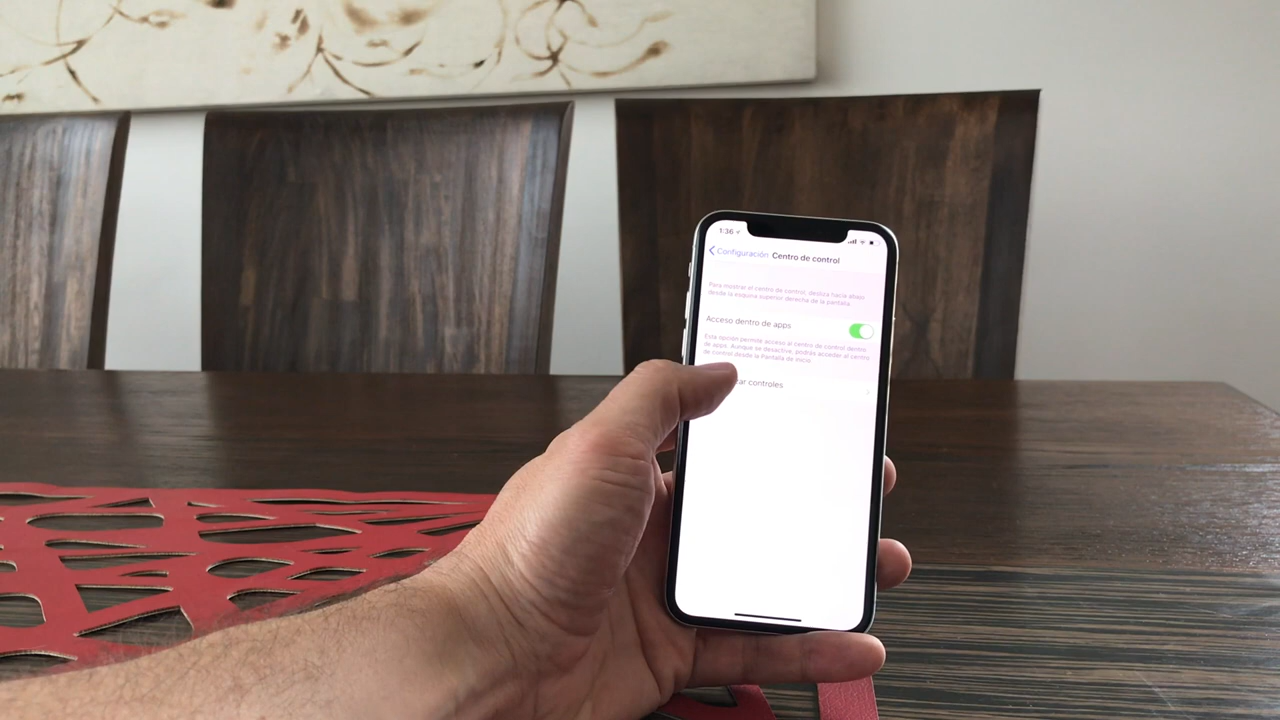 1:36
Configuración Centro de control
Para mostrar el centro de control, desliza hacia abajo
desde la esquina superior derecha de la pantalla.
Acceso dentro de apps
Esta opción permite acceso al centro de control dentro
de apps. Aunque se desactive, podrás acceder al centro
de control desde la Pantalla de inicio.
controles